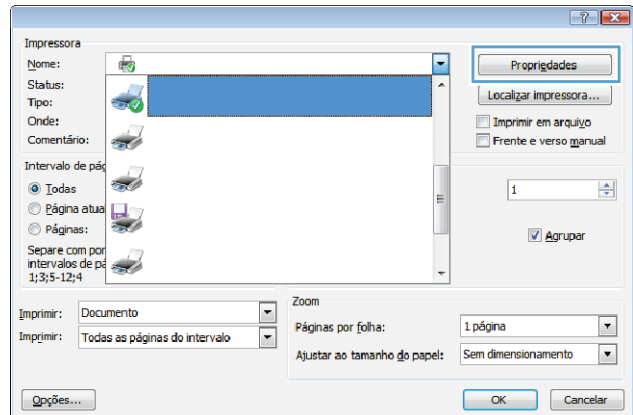 Impressora
Nome:
Propriedades
Status:
Tipo:
Localizar impressora...
Onde:
Imprimir em arquivo
Comentário:
Frente e verso manual
Intervalo de pág
Todas
1
Página atua
Páginas:
Agrupar
Separe com por
intervalos de pá
1;3;5-12;4
Imprimir:
Documento
Imprimir:
Todas as páginas do intervalo
Zoom
Páginas por folha:
1 página
Ajustar ao tamanho do papel:
Sem dimensionamento
Opções...
OK
Cancelar